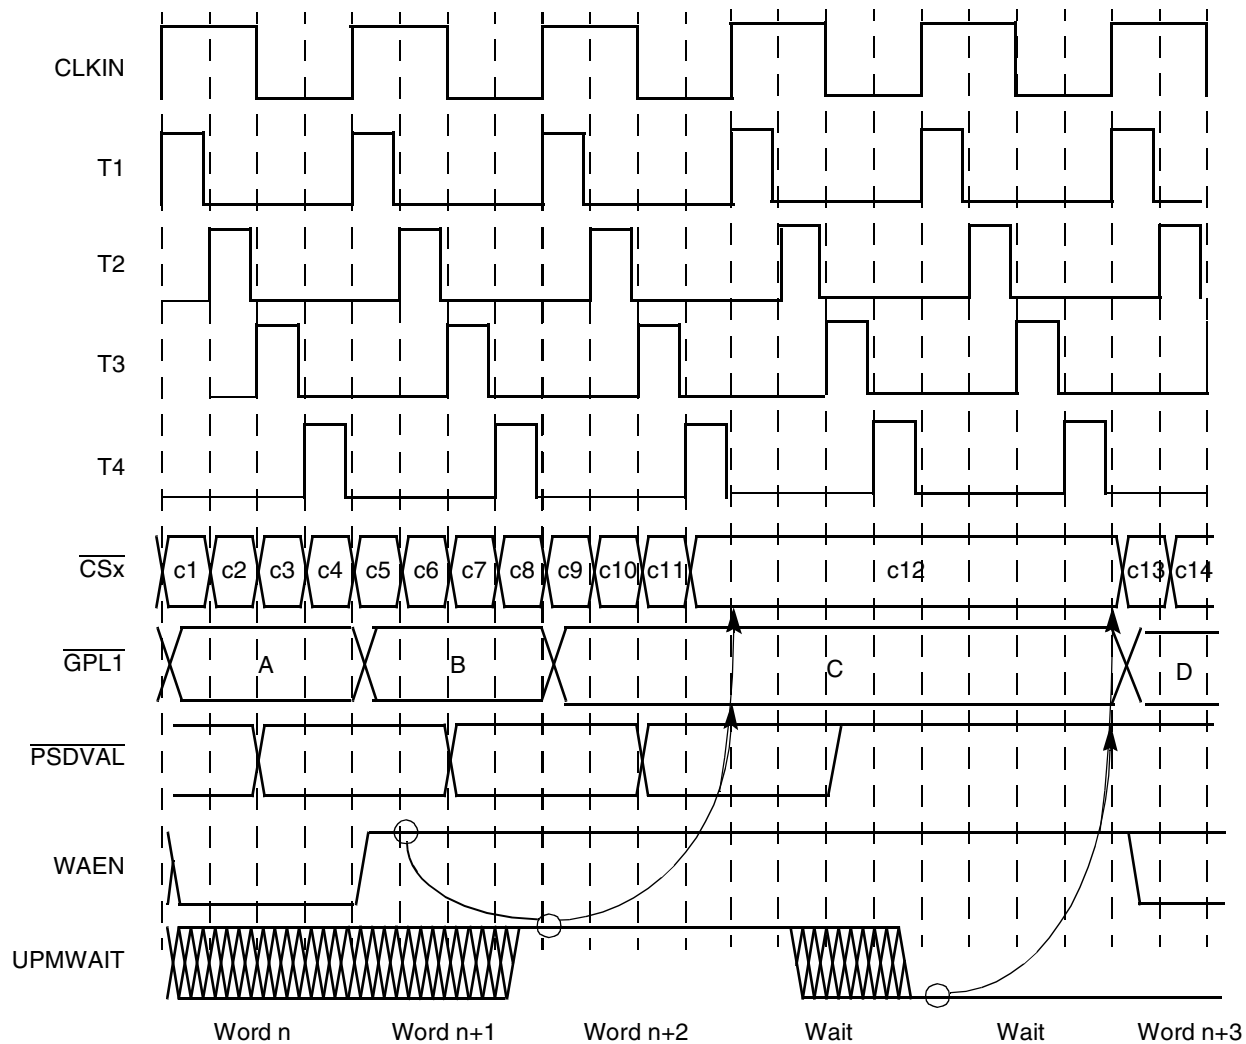 CLKIN
T1
T2
T3
T4
CSx c1 c2 c3 c4 c5 c6 c7 c8 c9 c10 c11 c12 c13 c14
GPL1 A B C D
PSDVAL
WAEN
UPMWAIT
Word n Word n+1 Word n+2 Wait Wait Word n+3